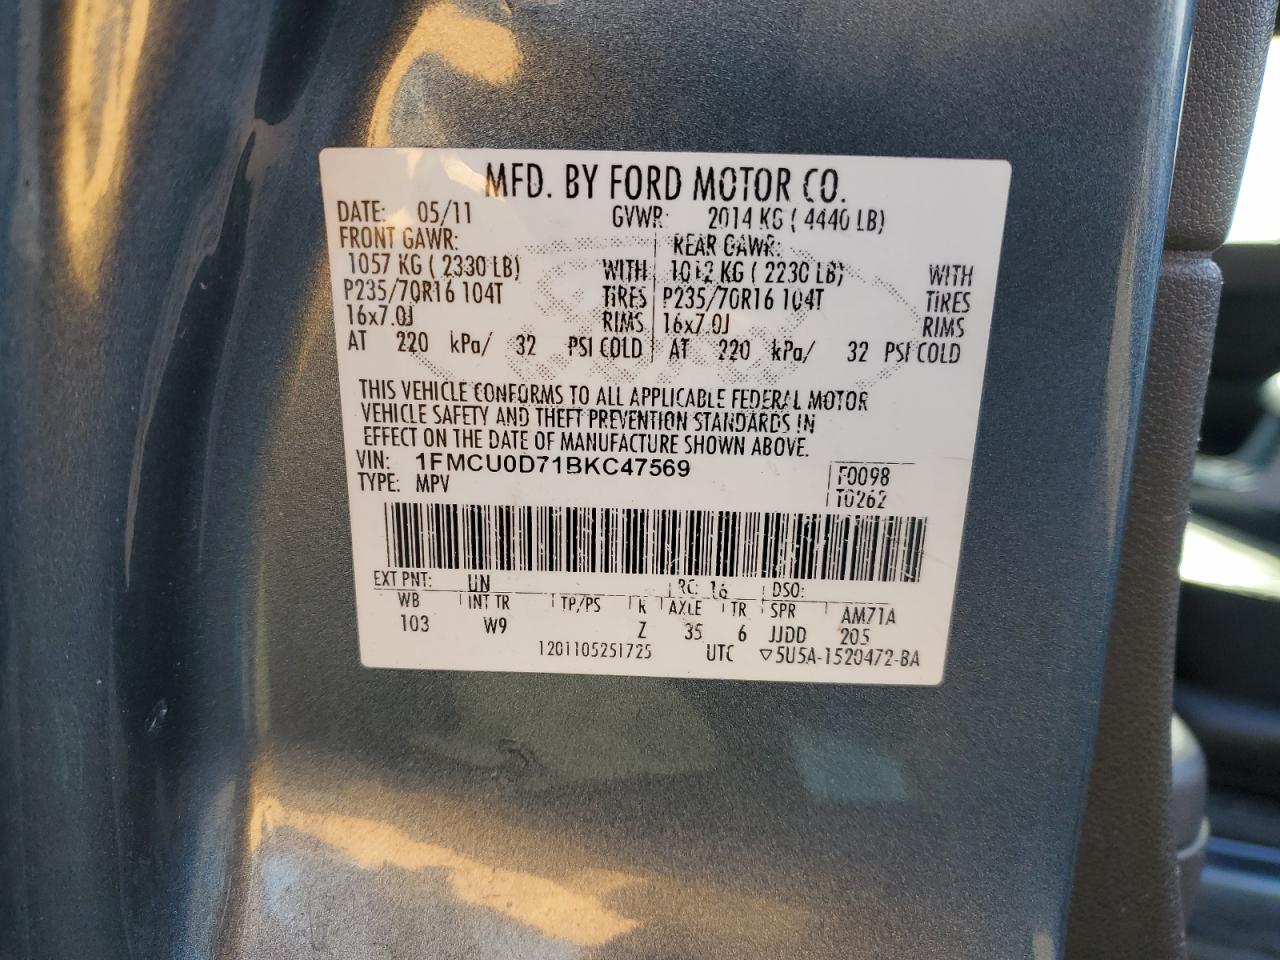 MFD. BY FORD MOTOR CO.
DATE: 05/11 GVWR: 2014 KG ( 4440 LB)
FRONT GAWR: REAR GAWR:
1057 KG ( 2330 LB) WITH 1012 KG ( 2230 LB) WITH
P235/70R16 104T TIRES P235/70R16 104T TIRES
16x7.0J RIMS 16x7.0J RIMS
AT 220 kPa/ 32 PSI COLD AT 220 kPa/ 32 PSI COLD
THIS VEHICLE CONFORMS TO ALL APPLICABLE FEDERAL MOTOR
VEHICLE SAFETY AND THEFT PREVENTION STANDARDS IN
EFFECT ON THE DATE OF MANUFACTURE SHOWN ABOVE.
VIN: 1FMCU0D71BKC47569 F0098
TYPE: MPV T0262
EXT PNT: UN RC: 16 DSO:
WB INT TR TP/PS R AXLE TR SPR AM71A
103 W9 Z 35 6 JJDD 205
1201105251725 UTC ▽5U5A-1520472-BA